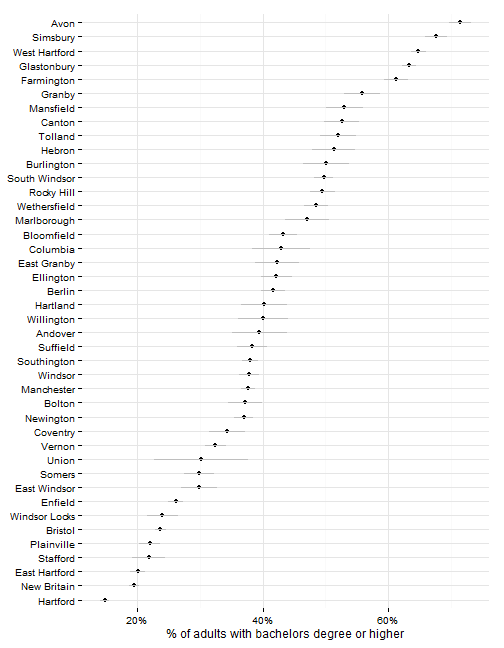 Avon
Simsbury
West Hartford
Glastonbury
Farmington
Granby
Mansfield
Canton
Tolland
Hebron
Burlington
South Windsor
Rocky Hill
Wethersfield
Marlborough
Bloomfield
Columbia
East Granby
Ellington
Berlin
Hartland
Willington
Andover
Suffield
Southington
Windsor
Manchester
Bolton
Newington
Coventry
Vernon
Union
Somers
East Windsor
Enfield
Windsor Locks
Bristol
Plainville
Stafford
East Hartford
New Britain
Hartford
20% 40% 60%
% of adults with bachelors degree or higher